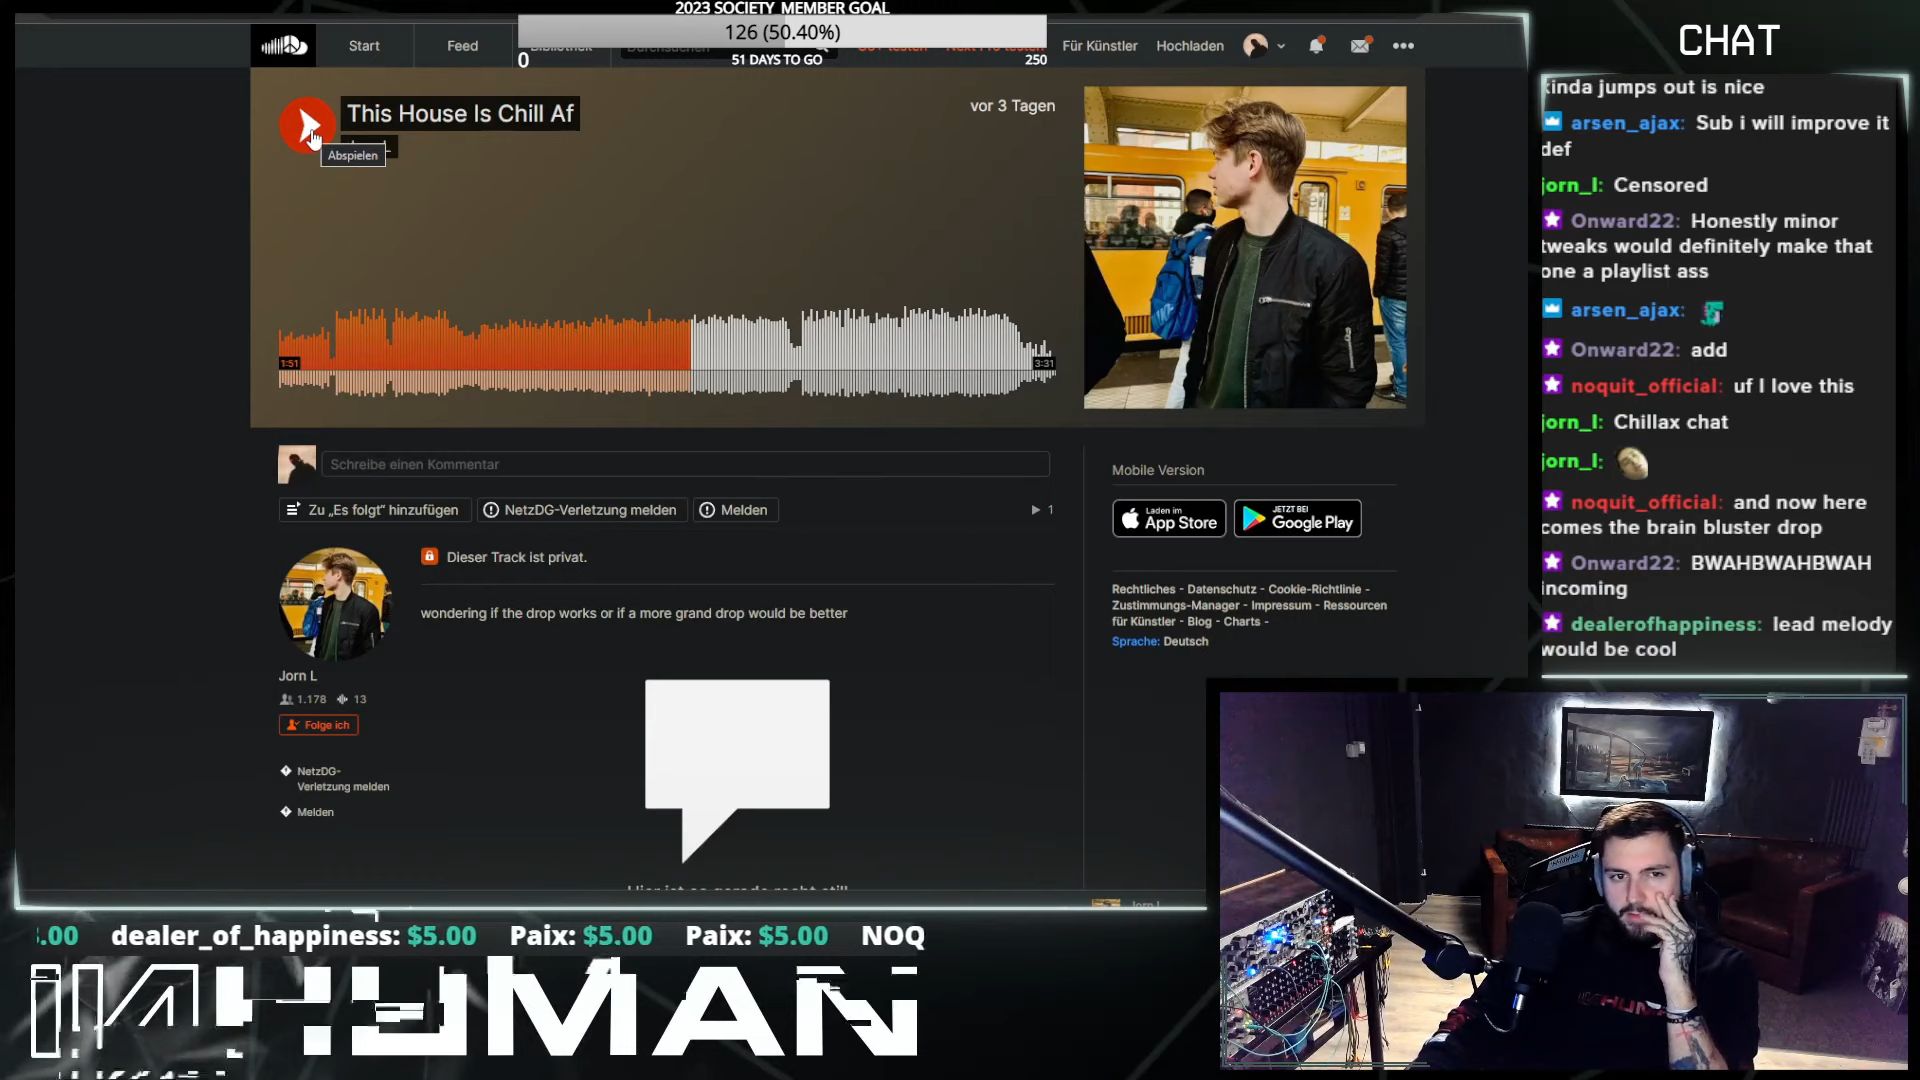 2023 SOCIETY MEMBER GOAL
126 (50.40%)
0
51 DAYS TO GO
250
Start
Feed
Für Künstler
Hochladen
This House Is Chill Af
vor 3 Tagen
Abspielen
1:51
3:31
Schreibe einen Kommentar
Zu „Es folgt“ hinzufügen
NetzDG-Verletzung melden
Melden
1
Dieser Track ist privat.
wondering if the drop works or if a more grand drop would be better
Jorn L
1.178
13
Folge ich
NetzDG-
Verletzung melden
Melden
Mobile Version
Laden im
App Store
JETZT BEI
Google Play
Rechtliches - Datenschutz - Cookie-Richtlinie -
Zustimmungs-Manager - Impressum - Ressourcen
für Künstler - Blog - Charts -
Sprache: Deutsch
CHAT
kinda jumps out is nice
arsen_ajax: Sub i will improve it
def
jorn_l: Censored
Onward22: Honestly minor
tweaks would definitely make that
one a playlist ass
arsen_ajax:
Onward22: add
noquit_official: uf I love this
jorn_l: Chillax chat
jorn_l:
noquit_official: and now here
comes the brain bluster drop
Onward22: BWAHBWAHBWAH
incoming
dealerofhappiness: lead melody
would be cool
.00 dealer_of_happiness: $5.00 Paix: $5.00 Paix: $5.00 NOQ
HUMAN